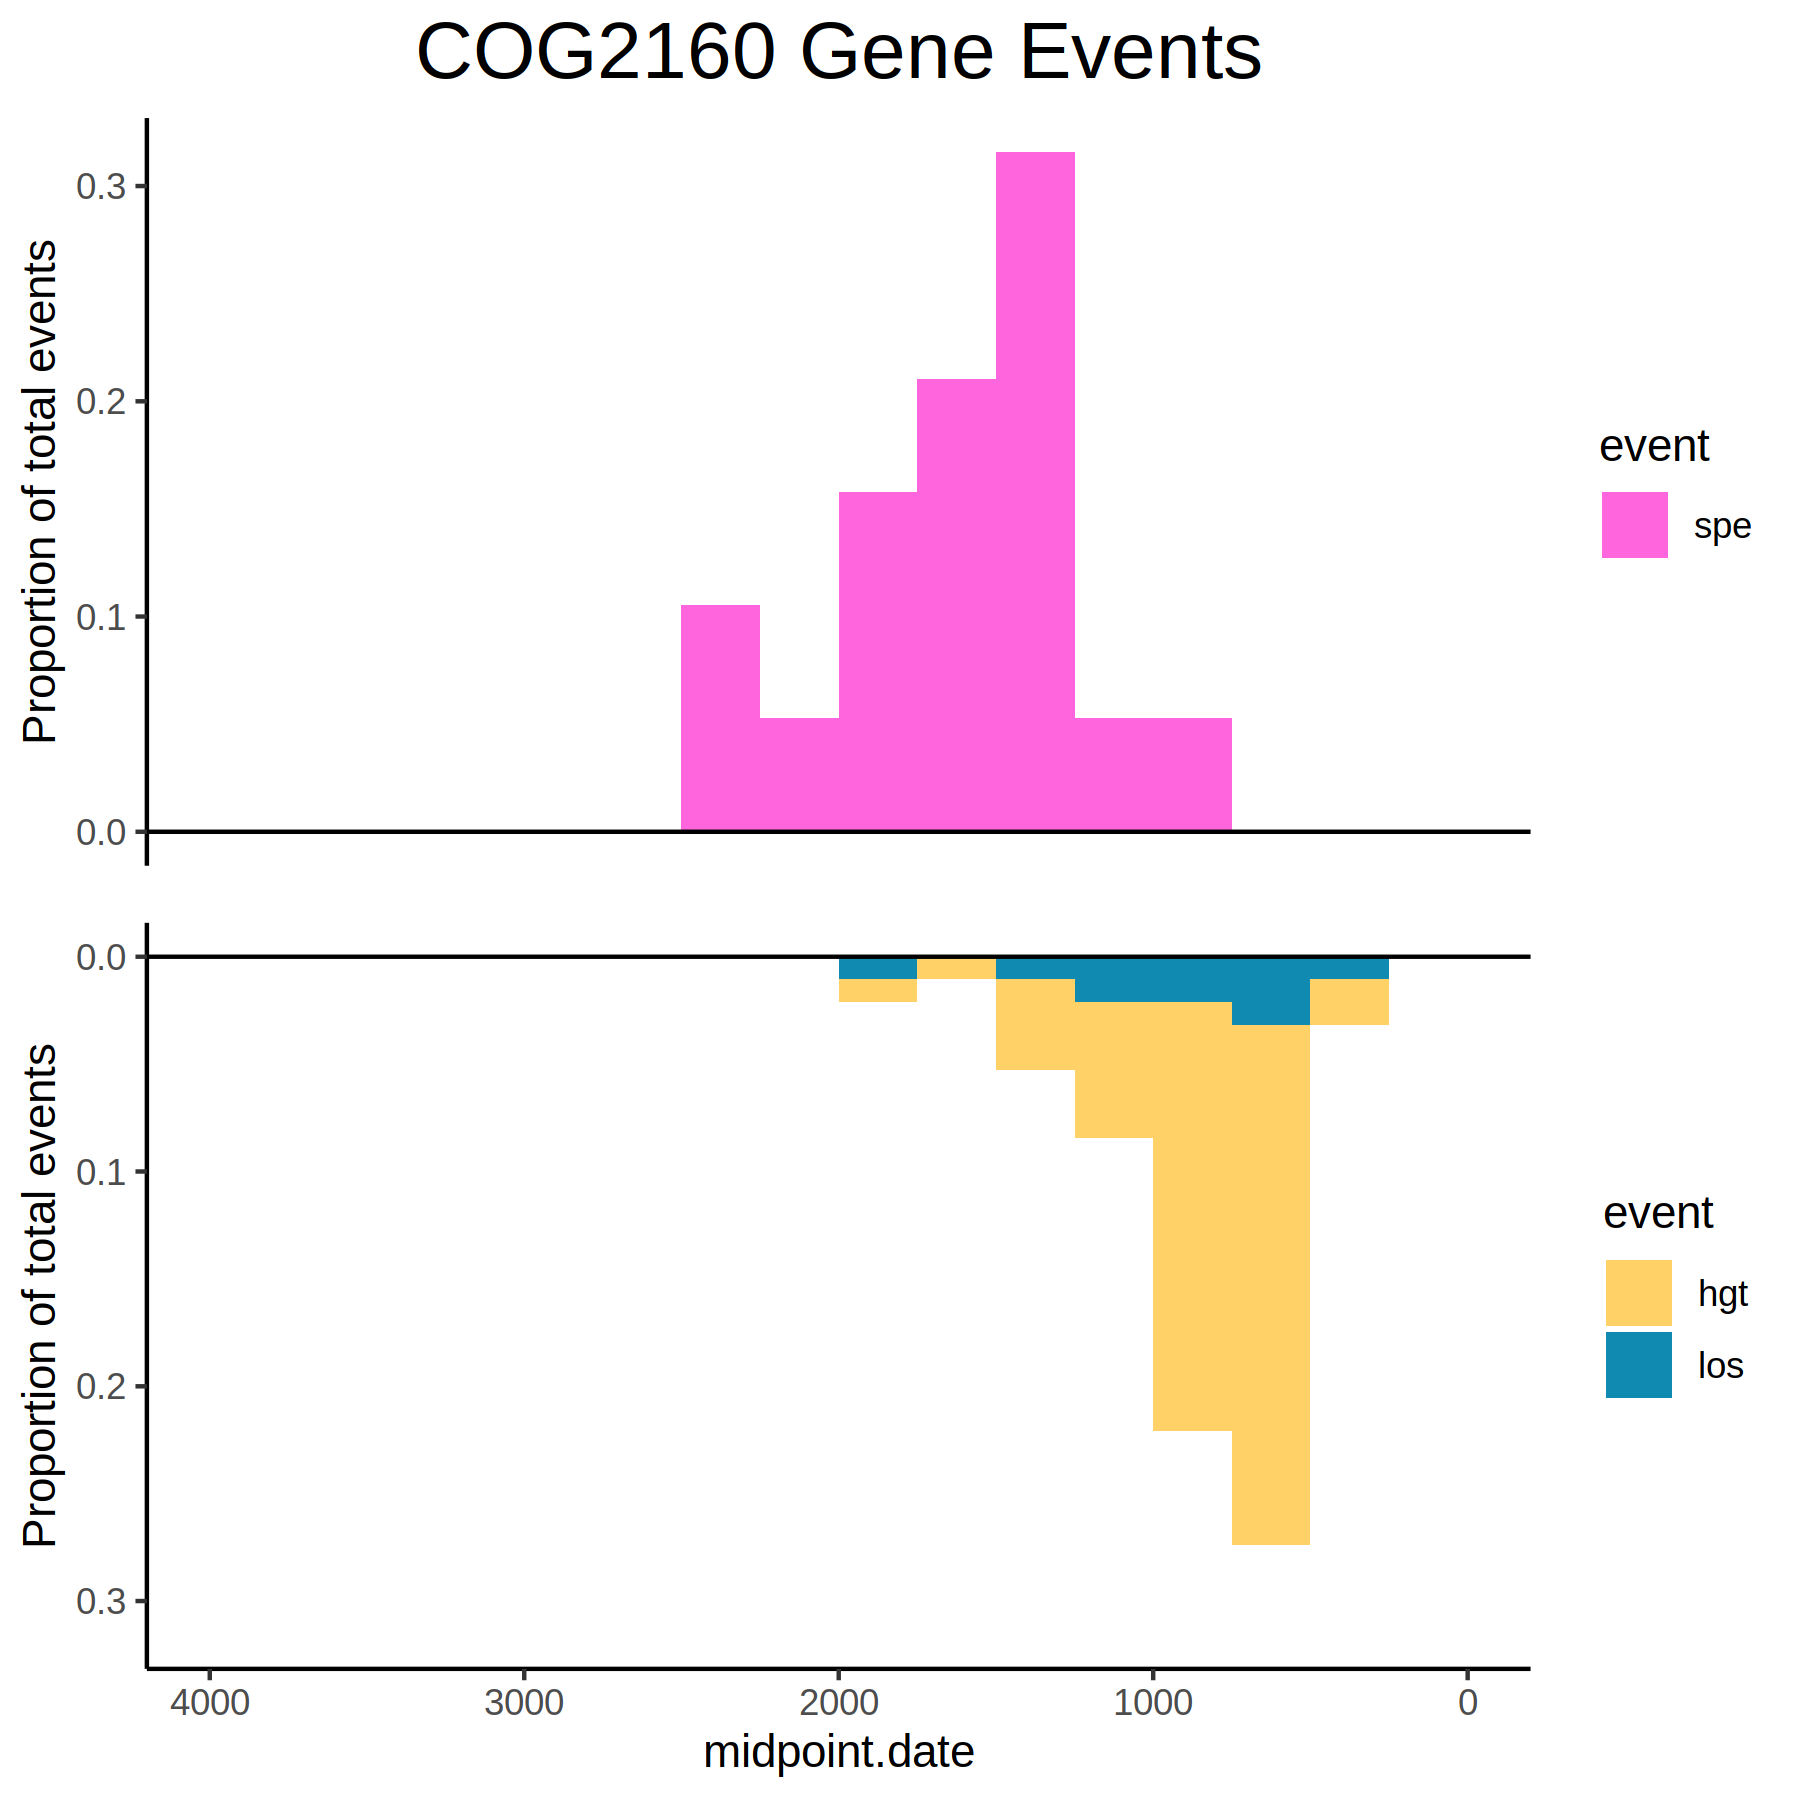 COG2160 Gene Events
Proportion of total events
0.3
0.2
0.1
0.0
event
spe
Proportion of total events
0.0
0.1
0.2
0.3
event
hgt
los
4000 3000 2000 1000 0
midpoint.date